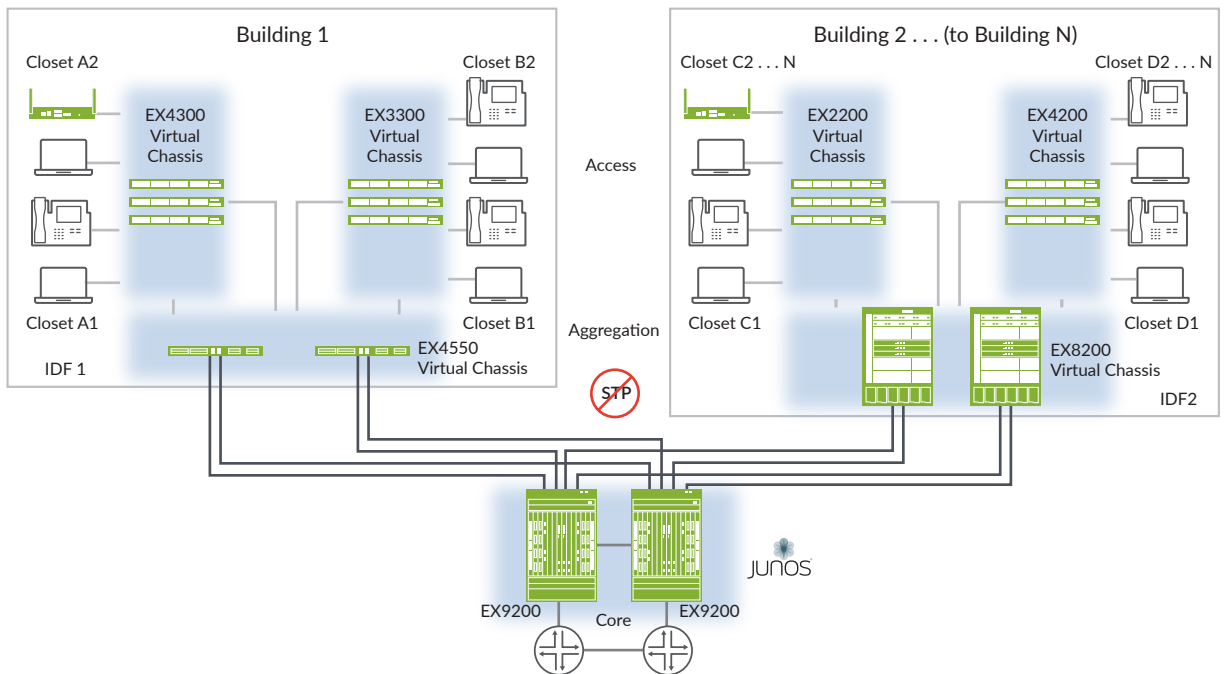 Building 1
Closet A2
Closet B2
EX4300
Virtual
Chassis
EX3300
Virtual
Chassis
Closet A1
Closet B1
IDF 1
EX4550
Virtual Chassis
Access
Aggregation
STP
Building 2 . . . (to Building N)
Closet C2 . . . N
Closet D2 . . . N
EX2200
Virtual
Chassis
EX4200
Virtual
Chassis
Closet C1
Closet D1
EX8200
Virtual Chassis
IDF2
JUNOS
EX9200
EX9200
Core